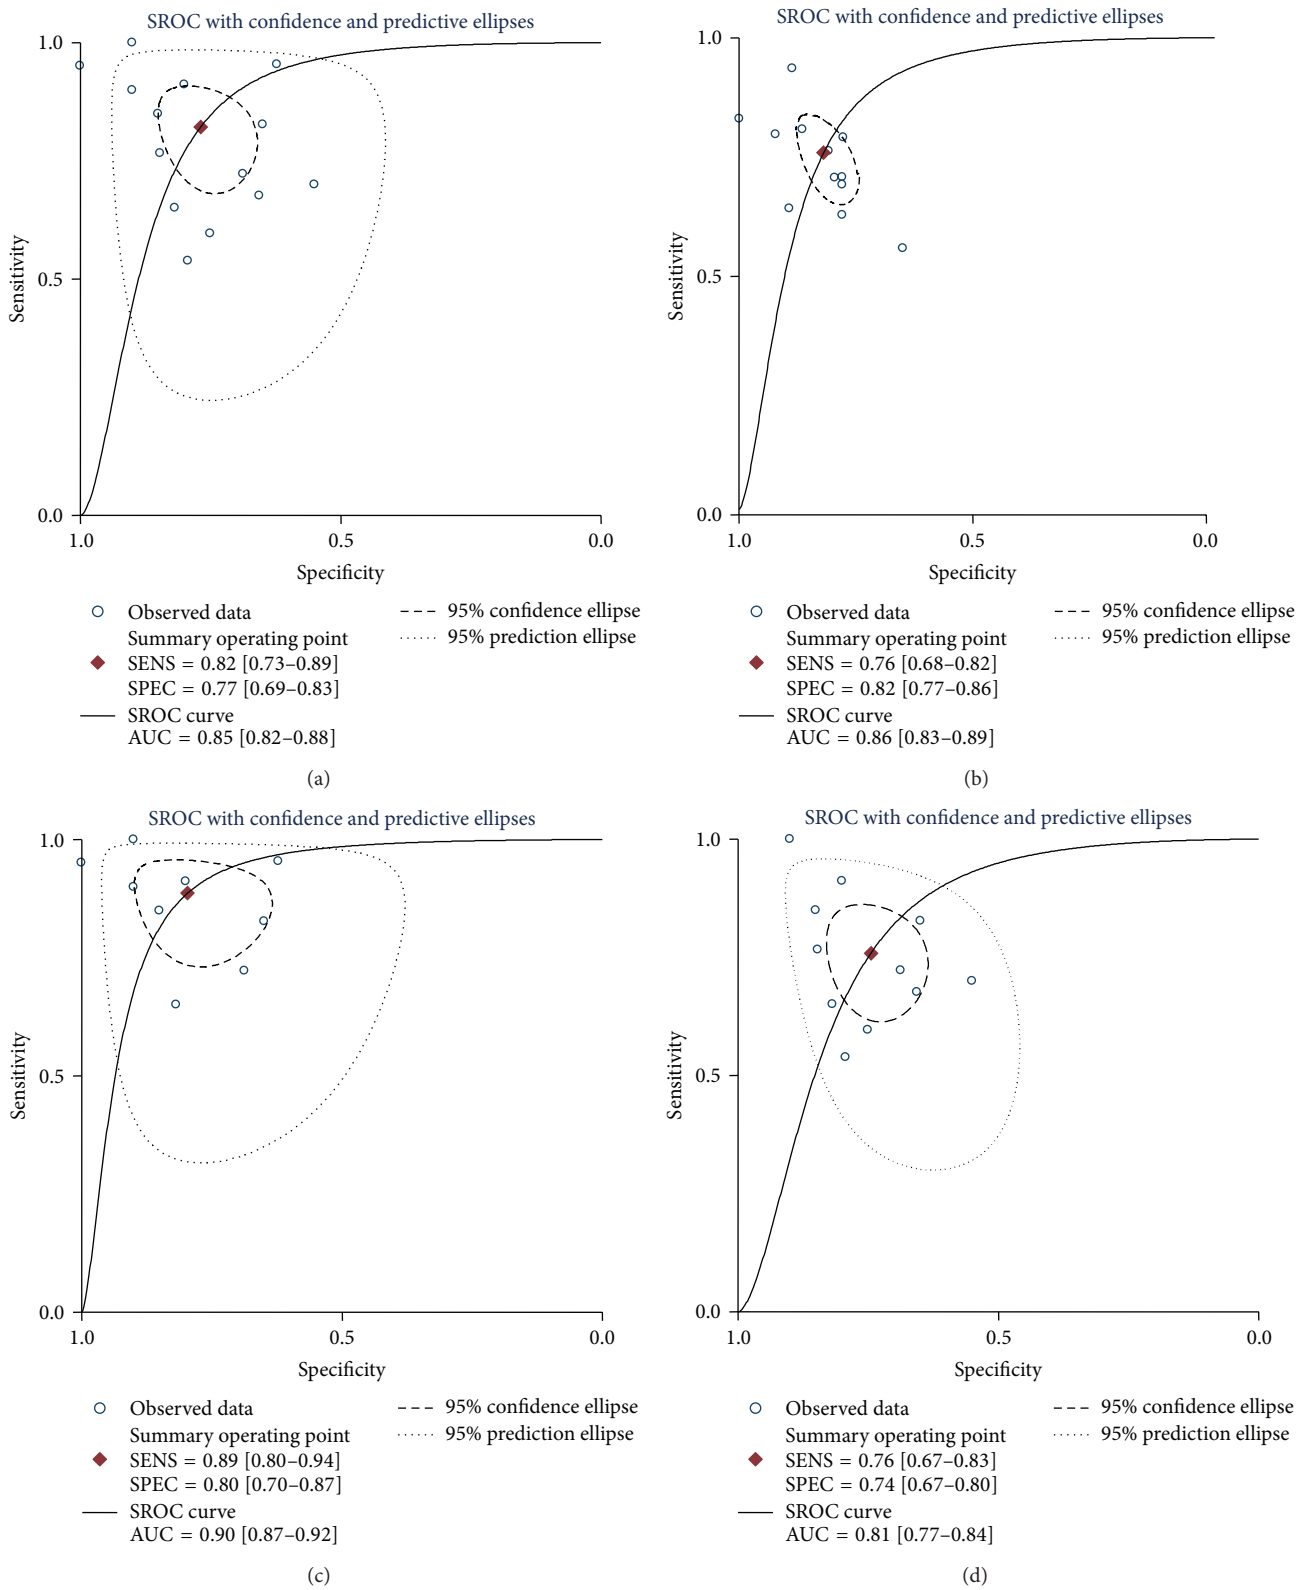 SROC with confidence and predictive ellipses
1.0
0.5
0.0
Sensitivity
1.0 0.5 0.0
Specificity
Observed data
Summary operating point
SENS = 0.82 [0.73–0.89]
SPEC = 0.77 [0.69–0.83]
SROC curve
AUC = 0.85 [0.82–0.88]
95% confidence ellipse
95% prediction ellipse
(a)
SROC with confidence and predictive ellipses
1.0
0.5
0.0
Sensitivity
1.0 0.5 0.0
Specificity
Observed data
Summary operating point
SENS = 0.76 [0.68–0.82]
SPEC = 0.82 [0.77–0.86]
SROC curve
AUC = 0.86 [0.83–0.89]
95% confidence ellipse
95% prediction ellipse
(b)
SROC with confidence and predictive ellipses
1.0
0.5
0.0
Sensitivity
1.0 0.5 0.0
Specificity
Observed data
Summary operating point
SENS = 0.89 [0.80–0.94]
SPEC = 0.80 [0.70–0.87]
SROC curve
AUC = 0.90 [0.87–0.92]
95% confidence ellipse
95% prediction ellipse
(c)
SROC with confidence and predictive ellipses
1.0
0.5
0.0
Sensitivity
1.0 0.5 0.0
Specificity
Observed data
Summary operating point
SENS = 0.76 [0.67–0.83]
SPEC = 0.74 [0.67–0.80]
SROC curve
AUC = 0.81 [0.77–0.84]
95% confidence ellipse
95% prediction ellipse
(d)